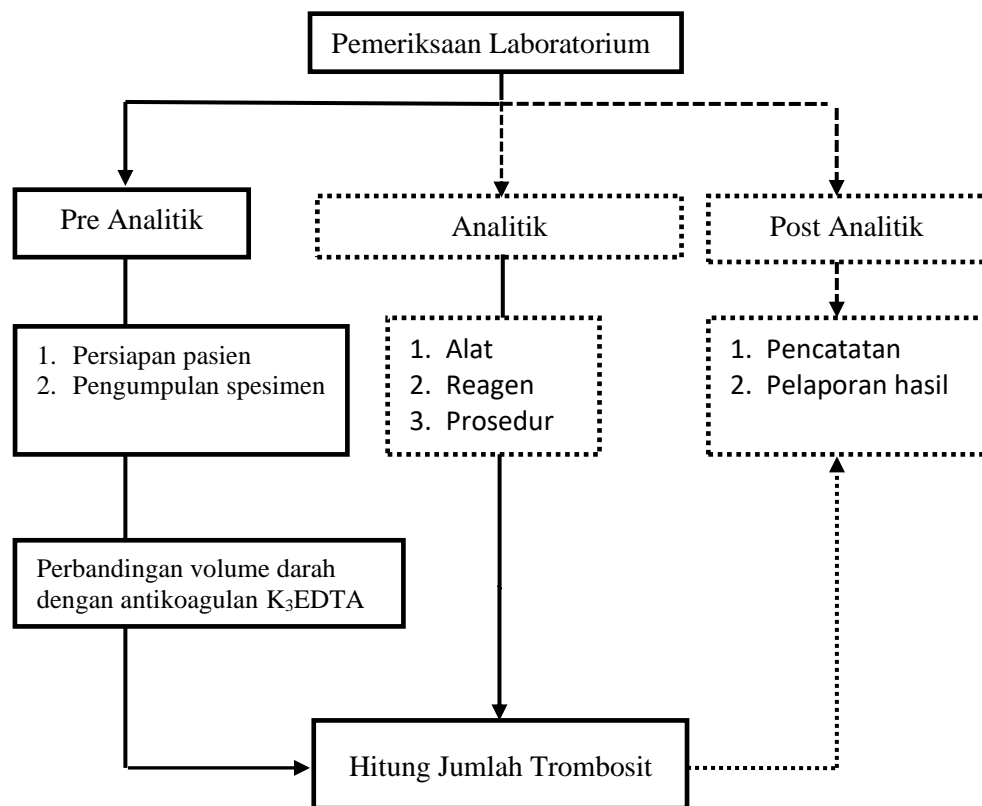 Pemeriksaan Laboratorium
Pre Analitik
Analitik
Post Analitik
1. Persiapan pasien
2. Pengumpulan spesimen
1. Alat
2. Reagen
3. Prosedur
1. Pencatatan
2. Pelaporan hasil
Perbandingan volume darah
dengan antikoagulan K₃EDTA
Hitung Jumlah Trombosit